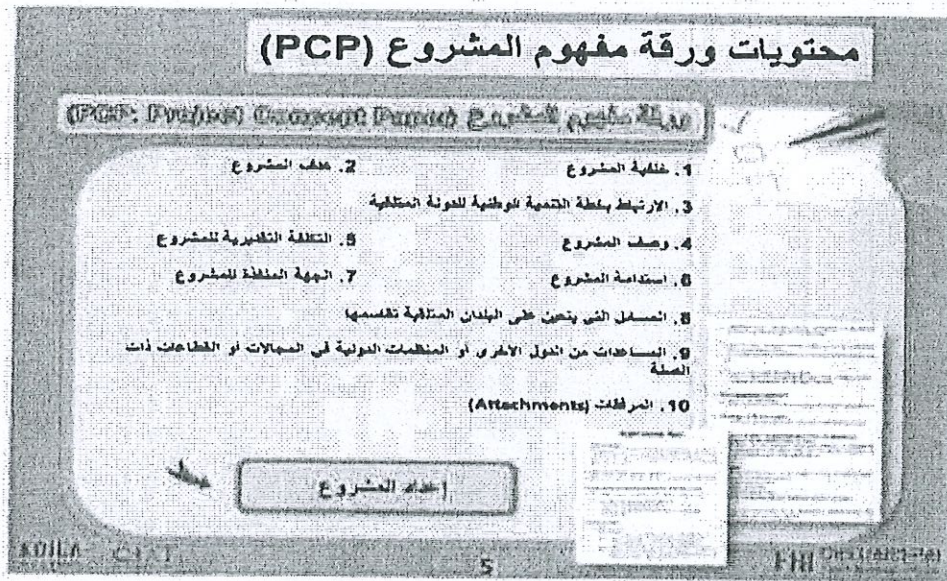 محتويات ورقة مفهوم المشروع (PCP)
ورقة مفهوم المشروع (PCP: Project Concept Paper)
1. خلفية المشروع
2. هدف المشروع
3. الارتباط بخطة التنمية الوطنية للدولة المتلقية
4. وصف المشروع
5. التكلفة التقديرية للمشروع
6. استدامة المشروع
7. الجهة المنفذة للمشروع
8. المسائل التي يتعين على البلدان المتلقية تقاسمها
9. المساعدات من الدول الأخرى أو المنظمات الدولية في المجالات أو القطاعات ذات
الصلة
10. المرفقات (Attachments)
إعداد المشروع
5